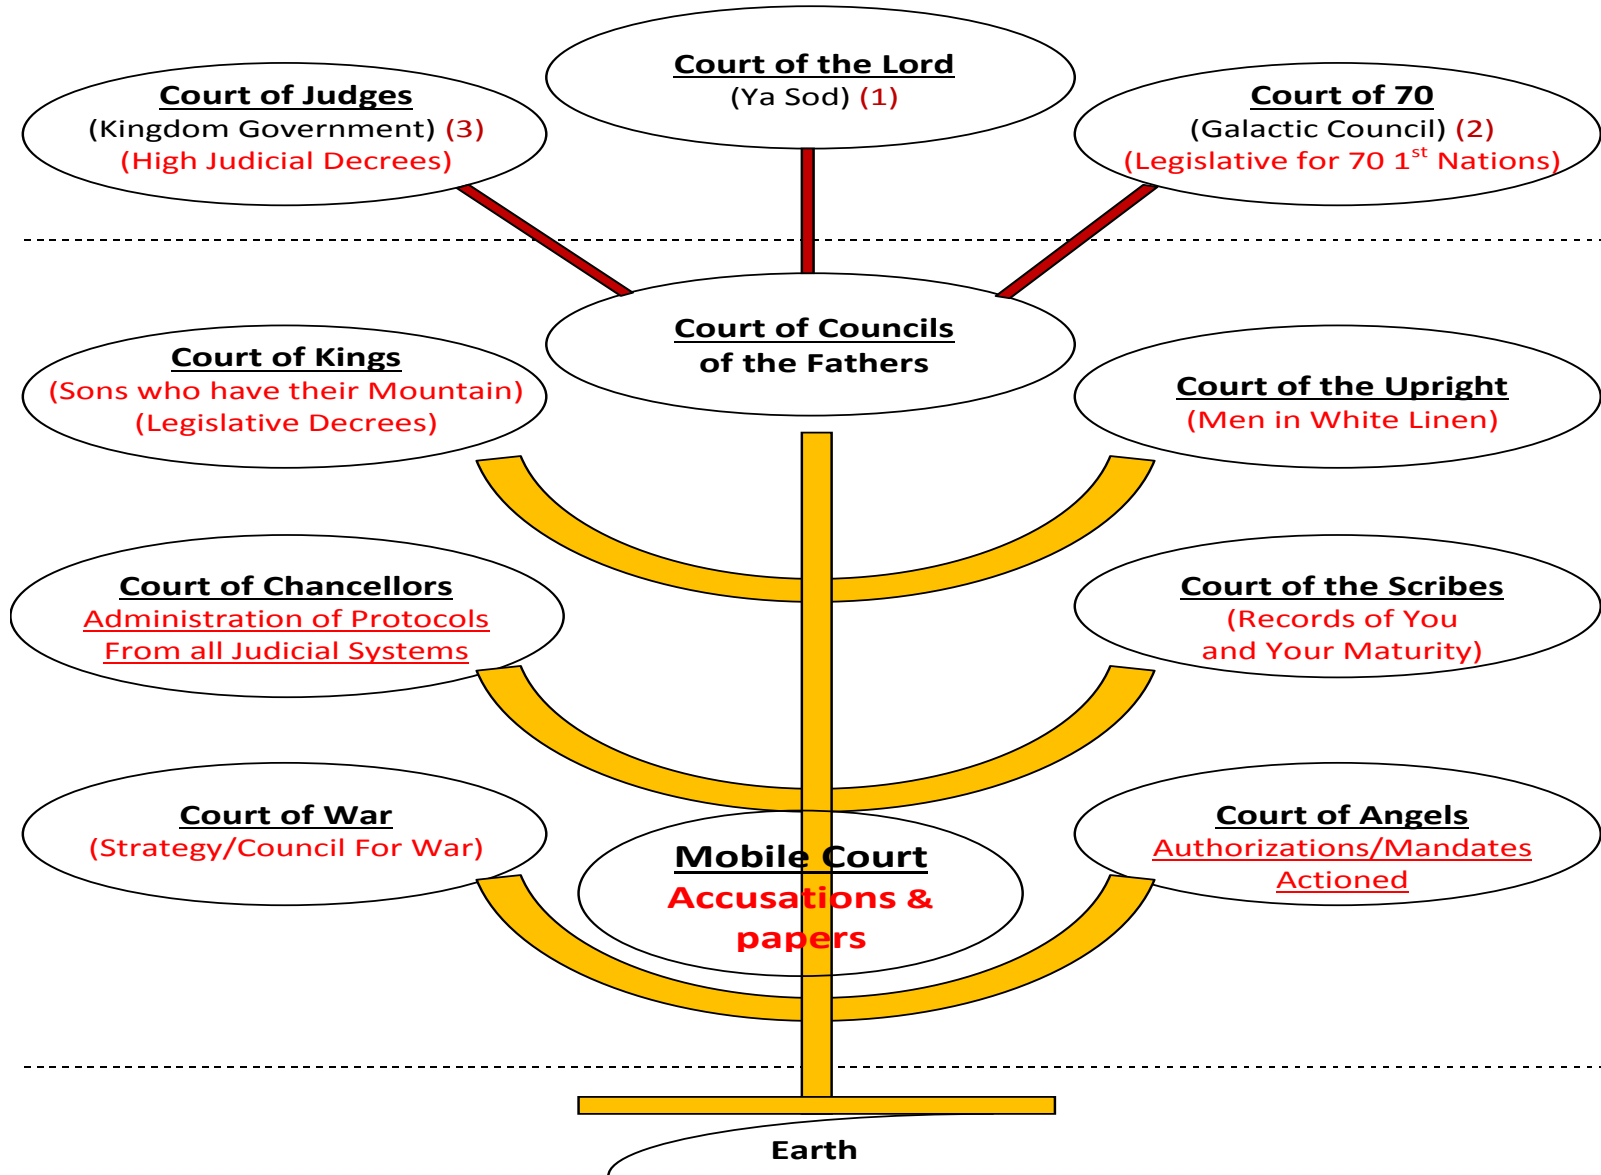 Court of the Lord
(Ya Sod) (1)
Court of Judges
(Kingdom Government) (3)
(High Judicial Decrees)
Court of 70
(Galactic Council) (2)
(Legislative for 70 1st Nations)
Court of Councils
of the Fathers
Court of Kings
(Sons who have their Mountain)
(Legislative Decrees)
Court of the Upright
(Men in White Linen)
Court of Chancellors
Administration of Protocols
From all Judicial Systems
Court of the Scribes
(Records of You
and Your Maturity)
Court of War
(Strategy/Council For War)
Mobile Court
Accusations &
papers
Court of Angels
Authorizations/Mandates
Actioned
Earth